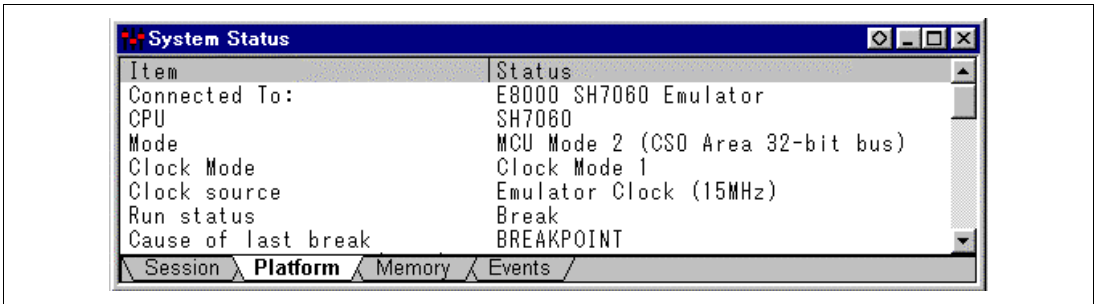 System Status
Item Status
Connected To: E8000 SH7060 Emulator
CPU SH7060
Mode MCU Mode 2 (CS0 Area 32-bit bus)
Clock Mode Clock Mode 1
Clock source Emulator Clock (15MHz)
Run status Break
Cause of last break BREAKPOINT
Session Platform Memory Events